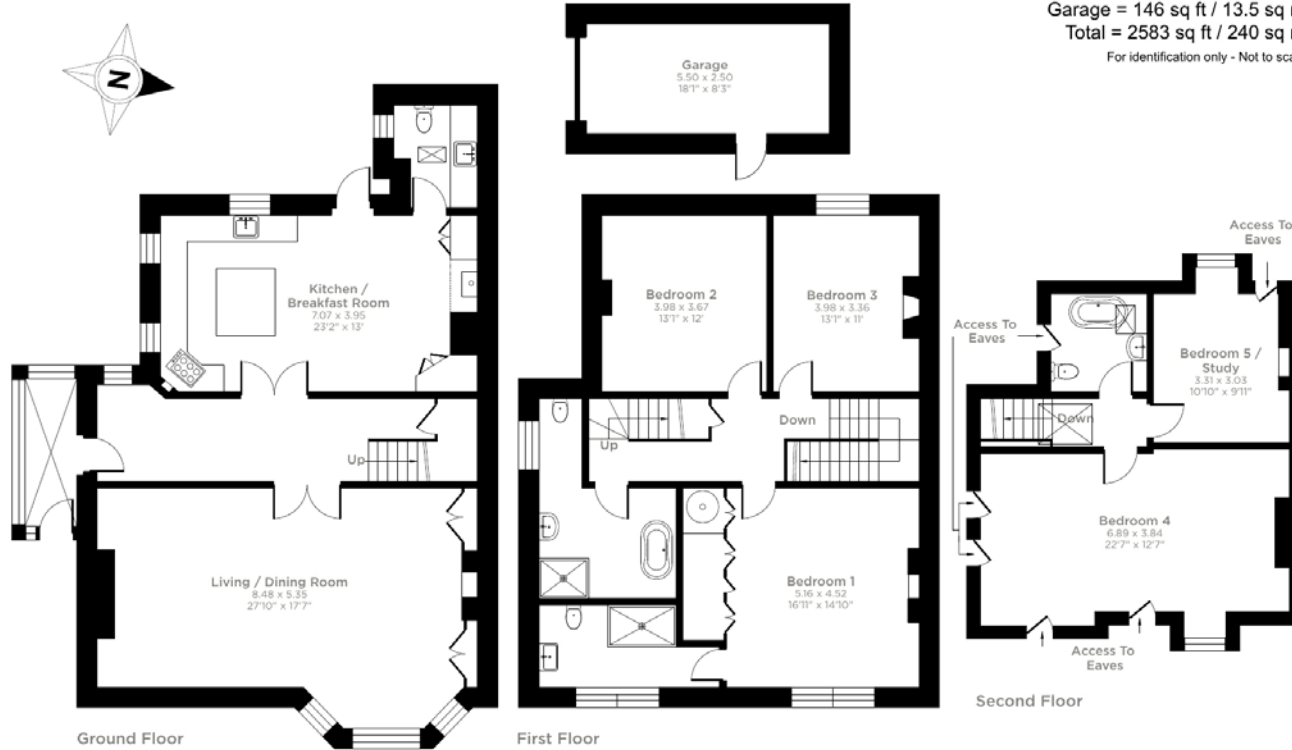 Garage = 146 sq ft / 13.5 sq
Total = 2583 sq ft / 240 sq
For identification only - Not to
N
Garage
5.50 x 2.50
18'1" x 8'3"
Kitchen /
Breakfast Room
7.07 x 3.95
23'2" x 13'
Up
Living / Dining Room
8.48 x 5.35
27'10" x 17'7"
Ground Floor
Bedroom 2
3.98 x 3.67
13'1" x 12'
Bedroom 3
3.98 x 3.36
13'1" x 11'
Up
Down
Bedroom 1
5.16 x 4.52
16'11" x 14'10"
First Floor
Access To
Eaves
Access To
Eaves
Bedroom 5 /
Study
3.31 x 3.03
10'10" x 9'11"
Down
Bedroom 4
6.89 x 3.84
22'7" x 12'7"
Access To
Eaves
Second Floor